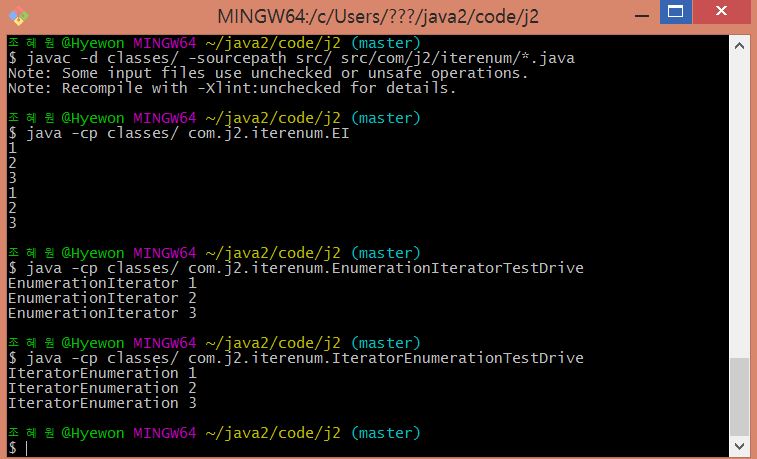 MINGW64:/c/Users/???/java2/code/j2
조 혜 원 @Hyewon MINGW64 ~/java2/code/j2 (master)
$ javac -d classes/ -sourcepath src/ src/com/j2/iterenum/*.java
Note: Some input files use unchecked or unsafe operations.
Note: Recompile with -Xlint:unchecked for details.
조 혜 원 @Hyewon MINGW64 ~/java2/code/j2 (master)
$ java -cp classes/ com.j2.iterenum.EI
1
2
3
1
2
3
조 혜 원 @Hyewon MINGW64 ~/java2/code/j2 (master)
$ java -cp classes/ com.j2.iterenum.EnumerationIteratorTestDrive
EnumerationIterator 1
EnumerationIterator 2
EnumerationIterator 3
조 혜 원 @Hyewon MINGW64 ~/java2/code/j2 (master)
$ java -cp classes/ com.j2.iterenum.IteratorEnumerationTestDrive
IteratorEnumeration 1
IteratorEnumeration 2
IteratorEnumeration 3
조 혜 원 @Hyewon MINGW64 ~/java2/code/j2 (master)
$